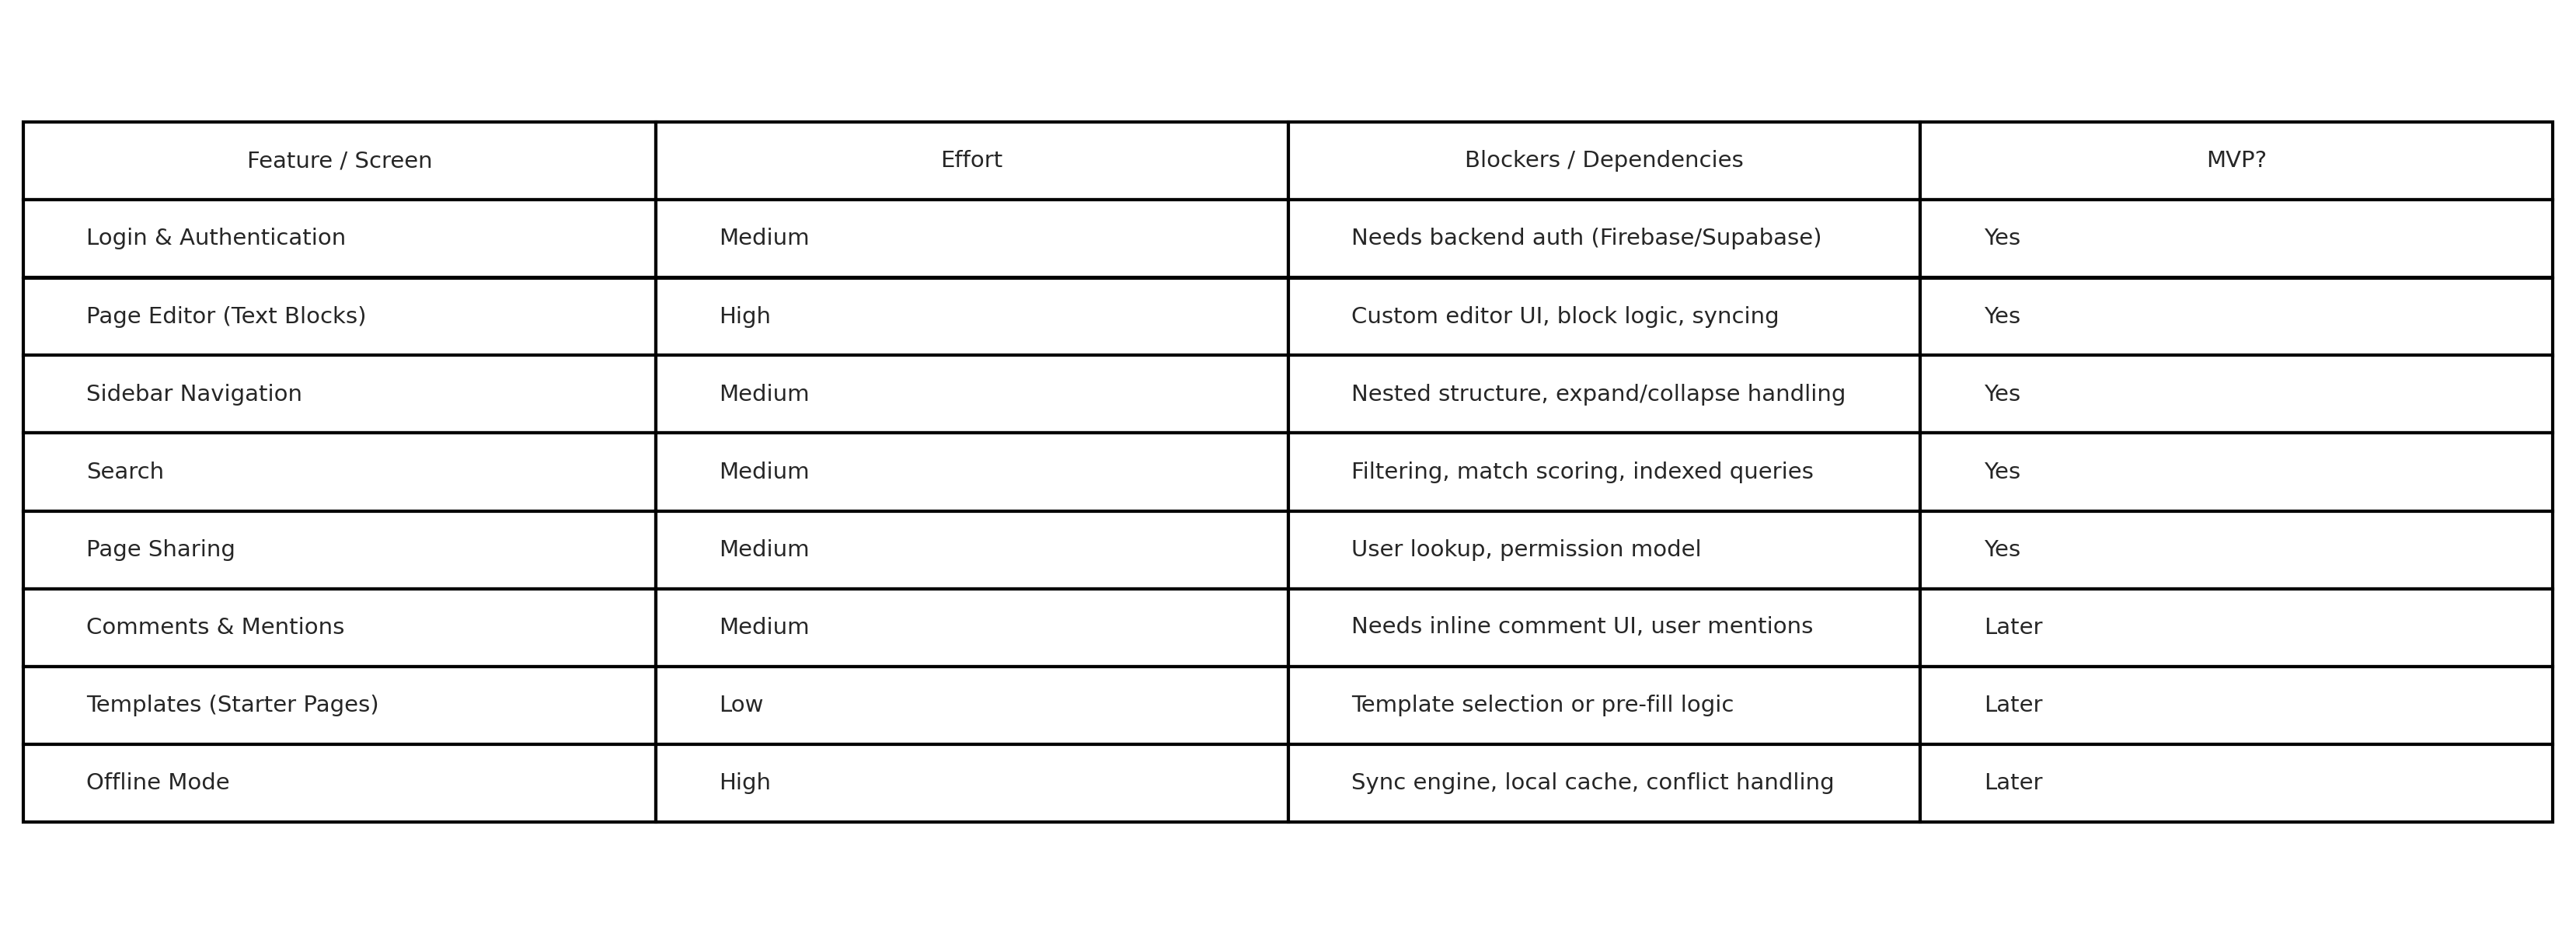 Feature / Screen Effort Blockers / Dependencies MVP?
Login & Authentication Medium Needs backend auth (Firebase/Supabase) Yes
Page Editor (Text Blocks) High Custom editor UI, block logic, syncing Yes
Sidebar Navigation Medium Nested structure, expand/collapse handling Yes
Search Medium Filtering, match scoring, indexed queries Yes
Page Sharing Medium User lookup, permission model Yes
Comments & Mentions Medium Needs inline comment UI, user mentions Later
Templates (Starter Pages) Low Template selection or pre-fill logic Later
Offline Mode High Sync engine, local cache, conflict handling Later